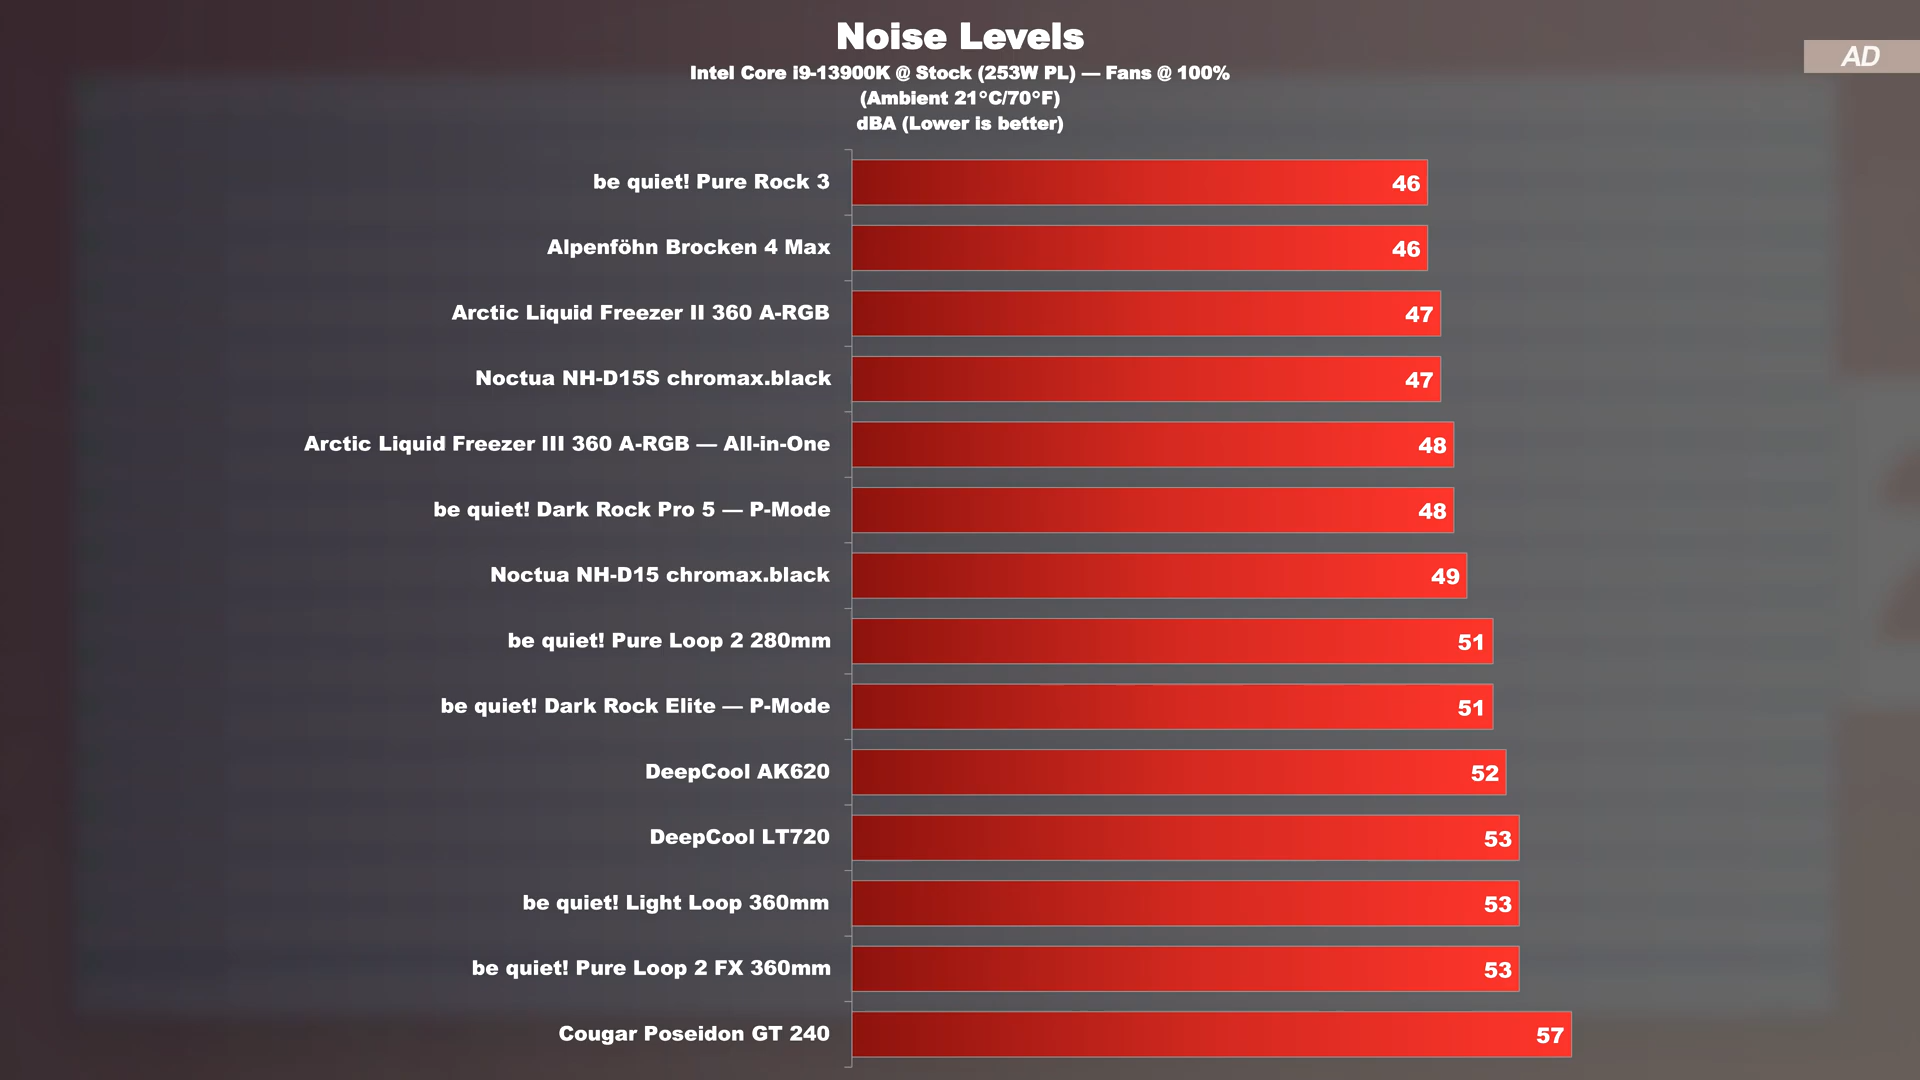 Noise Levels
AD
Intel Core i9-13900K @ Stock (253W PL) — Fans @ 100%
(Ambient 21°C/70°F)
dBA (Lower is better)
be quiet! Pure Rock 3 46
Alpenföhn Brocken 4 Max 46
Arctic Liquid Freezer II 360 A-RGB 47
Noctua NH-D15S chromax.black 47
Arctic Liquid Freezer III 360 A-RGB — All-in-One 48
be quiet! Dark Rock Pro 5 — P-Mode 48
Noctua NH-D15 chromax.black 49
be quiet! Pure Loop 2 280mm 51
be quiet! Dark Rock Elite — P-Mode 51
DeepCool AK620 52
DeepCool LT720 53
be quiet! Light Loop 360mm 53
be quiet! Pure Loop 2 FX 360mm 53
Cougar Poseidon GT 240 57